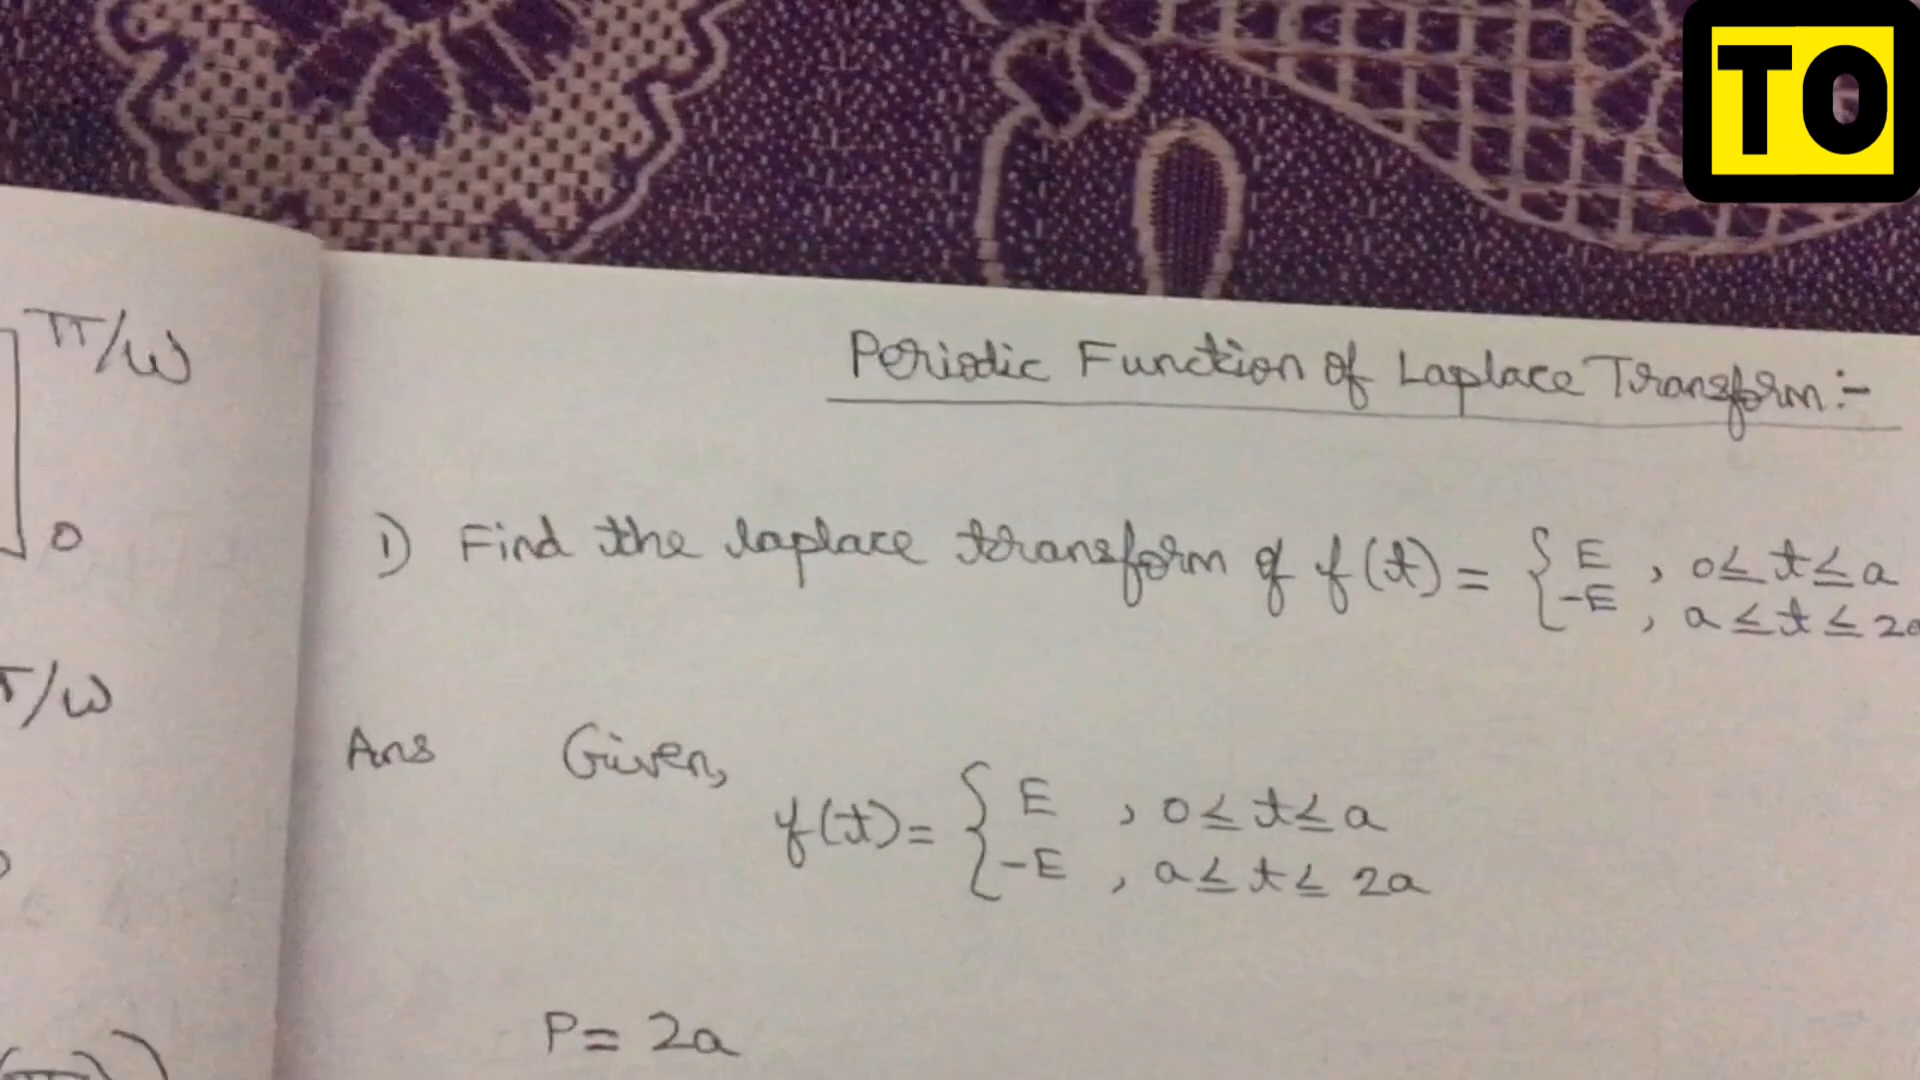 TO
π/ω
0
π/ω
Periodic Function of Laplace Transform:-
1) Find the laplace transform of f(t) = { E , 0≤t≤a
-E , a≤t≤2a
Ans Given,
f(t) = { E , 0≤t≤a
-E , a≤t≤2a
P = 2a